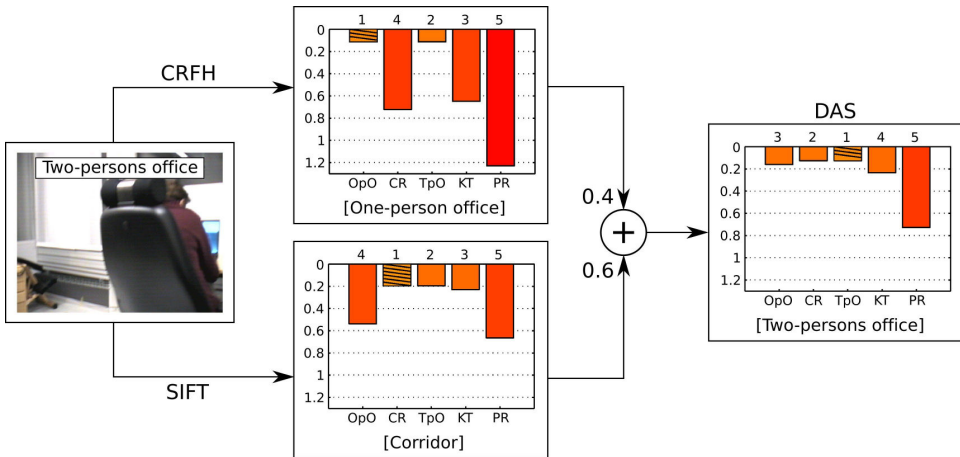 CRFH
1 4 2 3 5
0
0.2
0.4
0.6
0.8
1
1.2
OpO CR TpO KT PR
[One-person office]
Two-persons office
SIFT
4 1 2 3 5
0
0.2
0.4
0.6
0.8
1
1.2
OpO CR TpO KT PR
[Corridor]
0.4
+
0.6
DAS
3 2 1 4 5
0
0.2
0.4
0.6
0.8
1
1.2
OpO CR TpO KT PR
[Two-persons office]